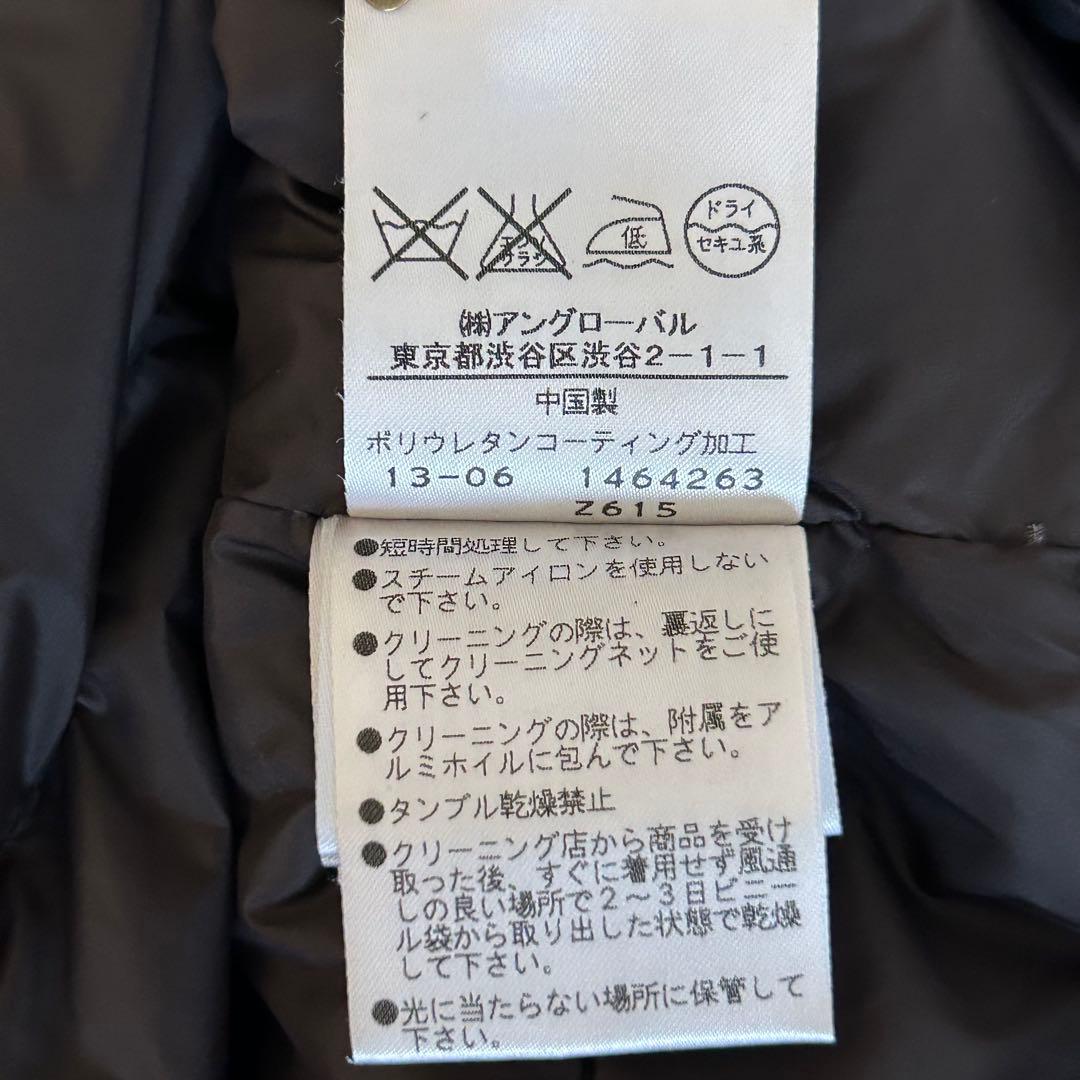 エンソ
サラシ
低
ドライ
セキユ系
㈱アングローバル
東京都渋谷区渋谷2-1-1
中国製
ポリウレタンコーティング加工
13-06 1464263
Z615
●短時間処理して下さい。
●スチームアイロンを使用しない
で下さい。
●クリーニングの際は、裏返しに
してクリーニングネットをご使
用下さい。
●クリーニングの際は、附属をア
ルミホイルに包んで下さい。
●タンブル乾燥禁止
●クリーニング店から商品を受け
取った後、すぐに着用せず風通
しの良い場所で2～3日ビニー
ル袋から取り出した状態で乾燥
して下さい。
●光に当たらない場所に保管して
下さい。